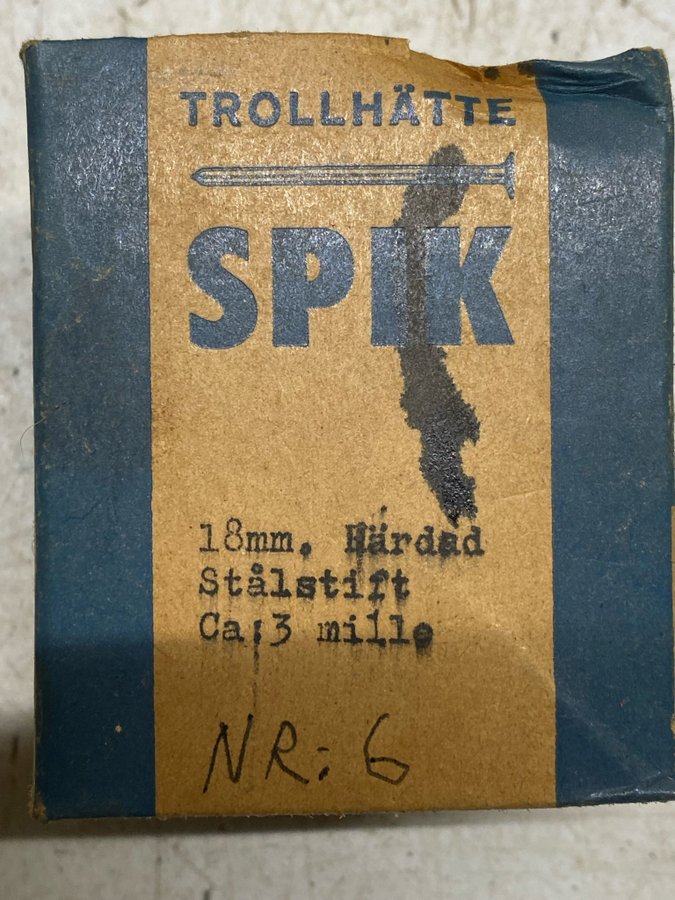 TROLLHÄTTE
SPIK
18mm. Härdad
Stålstift
Ca:3 mille
NR: 6